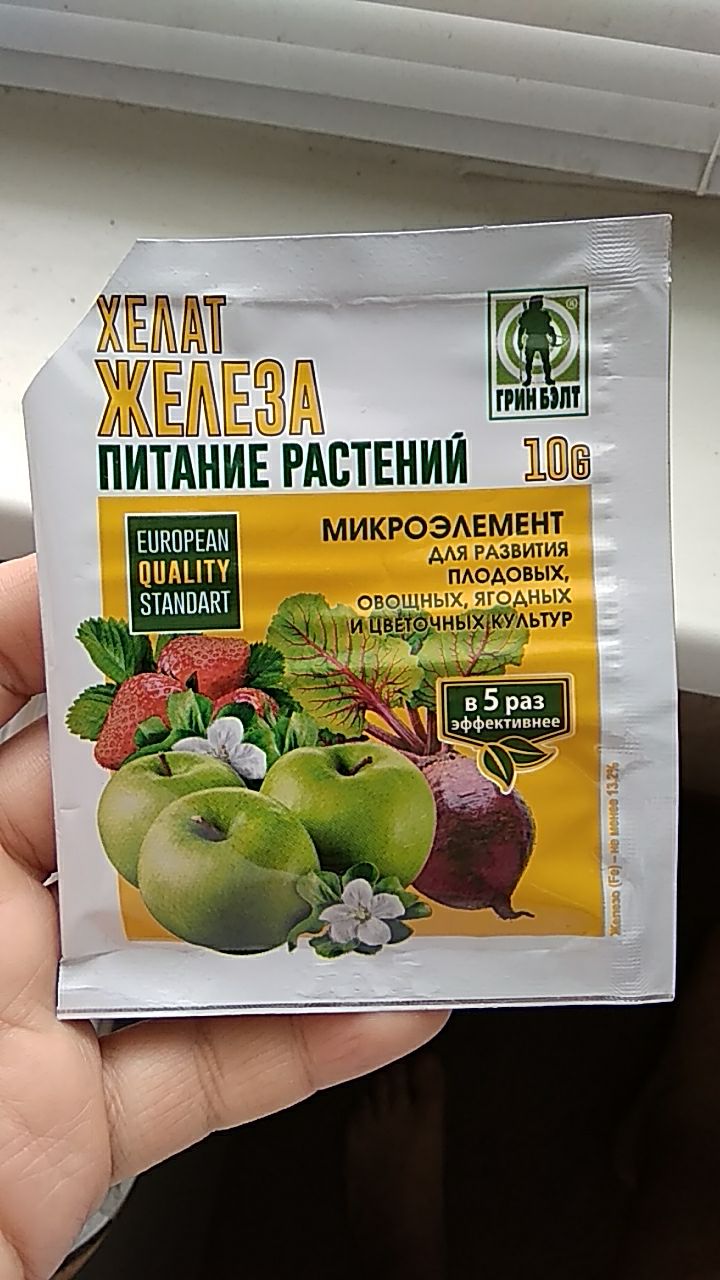 ХЕЛАТ
ЖЕЛЕЗА
ПИТАНИЕ РАСТЕНИЙ
®
ГРИН БЭЛТ
10G
EUROPEAN
QUALITY
STANDART
МИКРОЭЛЕМЕНТ
ДЛЯ РАЗВИТИЯ
ПЛОДОВЫХ,
ОВОЩНЫХ, ЯГОДНЫХ
И ЦВЕТОЧНЫХ КУЛЬТУР
в 5 раз
эффективнее
Железо (Fe) – не менее 13,2%